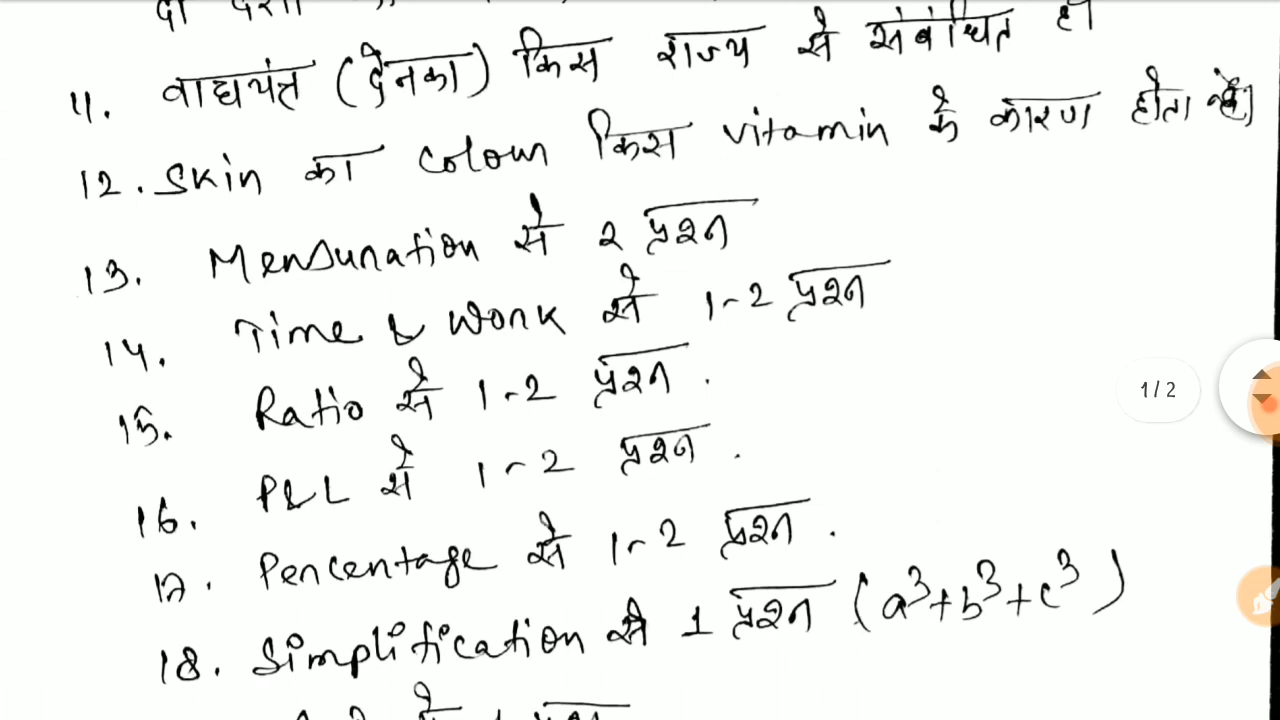 दो
11. वाद्ययंत्र (देनका) किस राज्य से संबंधित है।
12. Skin का colour किस vitamin के कारण होता है।
13. Mensuration से 2 प्रश्न
14. Time & Work से 1-2 प्रश्न
15. Ratio से 1-2 प्रश्न.
1/2
16. P&L से 1-2 प्रश्न.
17. Percentage से 1-2 प्रश्न.
18. Simplification से 1 प्रश्न (a³+b³+c³)